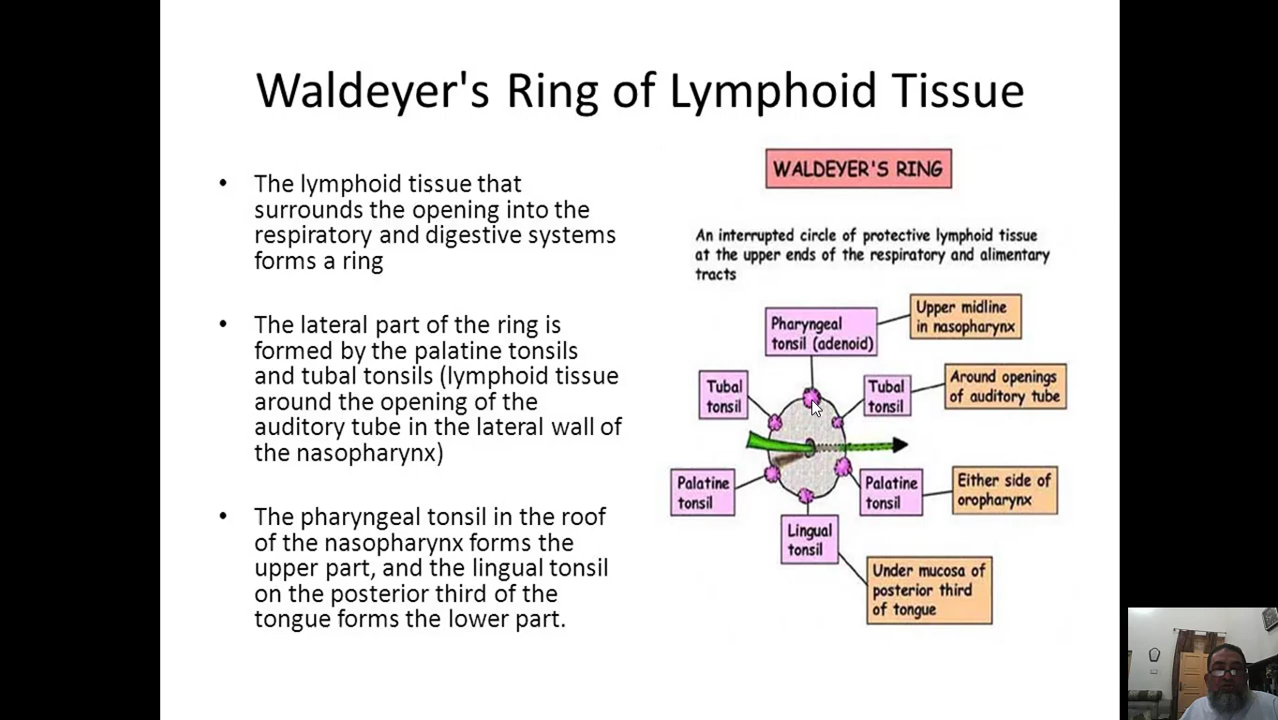 Waldeyer's Ring of Lymphoid Tissue
• The lymphoid tissue that
surrounds the opening into the
respiratory and digestive systems
forms a ring
• The lateral part of the ring is
formed by the palatine tonsils
and tubal tonsils (lymphoid tissue
around the opening of the
auditory tube in the lateral wall of
the nasopharynx)
• The pharyngeal tonsil in the roof
of the nasopharynx forms the
upper part, and the lingual tonsil
on the posterior third of the
tongue forms the lower part.
WALDEYER'S RING
An interrupted circle of protective lymphoid tissue
at the upper ends of the respiratory and alimentary
tracts
Pharyngeal
tonsil (adenoid)
Upper midline
in nasopharynx
Tubal
tonsil
Tubal
tonsil
Around openings
of auditory tube
Palatine
tonsil
Palatine
tonsil
Either side of
oropharynx
Lingual
tonsil
Under mucosa of
posterior third
of tongue